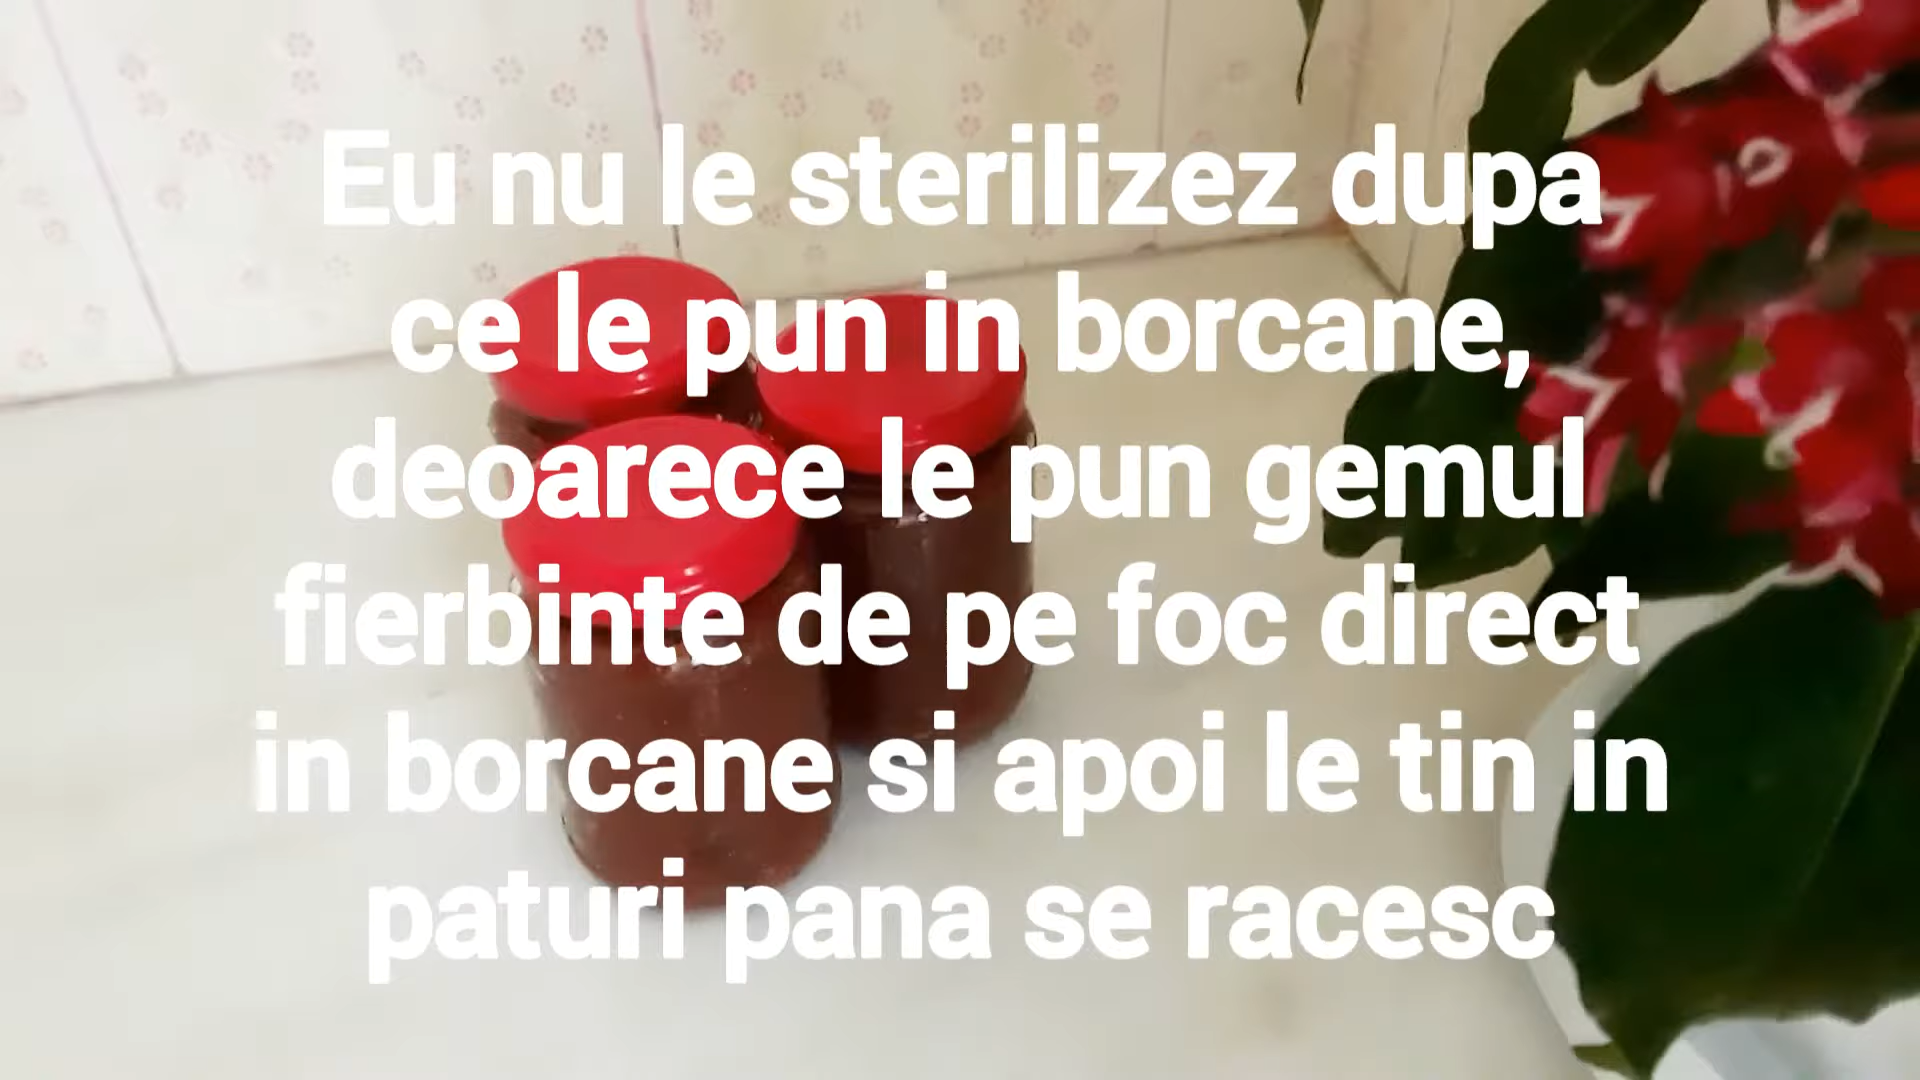 Eu nu le sterilizez dupa
ce le pun in borcane,
deoarece le pun gemul
fierbinte de pe foc direct
in borcane si apoi le tin in
paturi pana se racesc